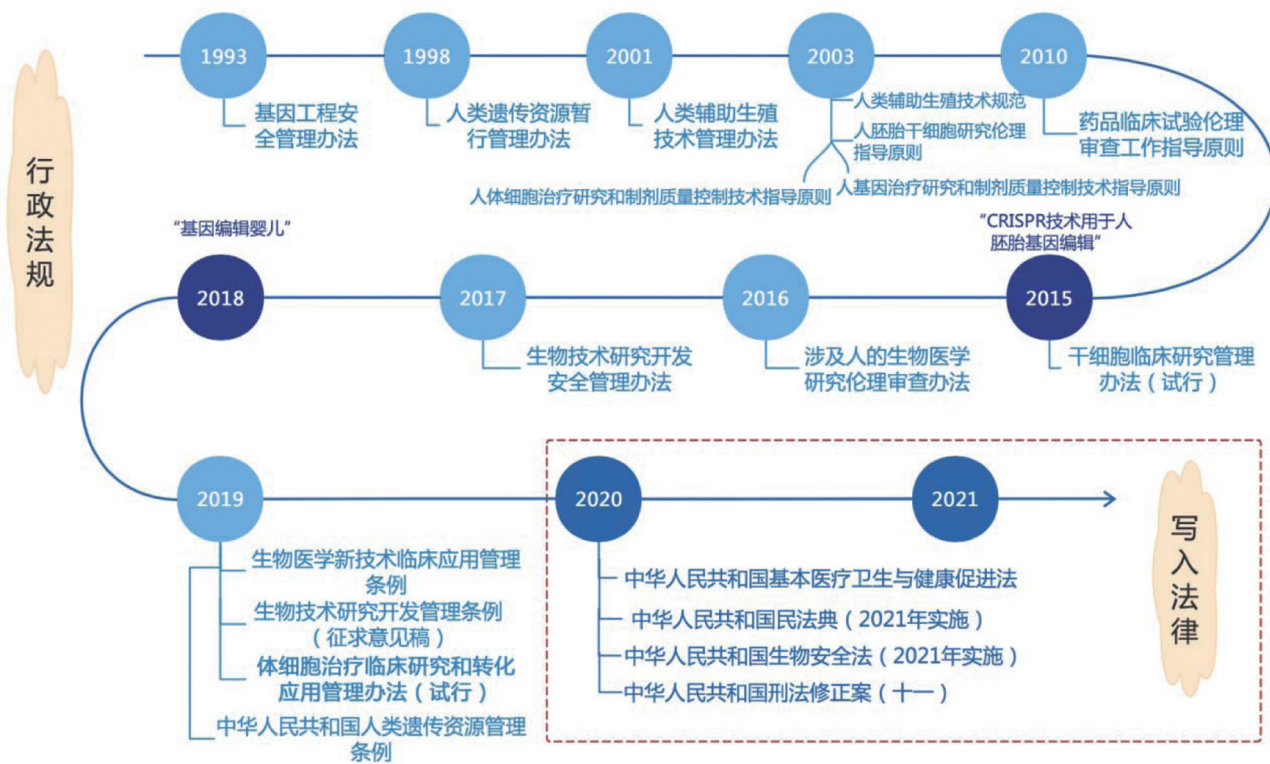 行政法规
1993
1998
2001
2003
2010
基因工程安
全管理办法
人类遗传资源暂
行管理办法
人类辅助生殖
技术管理办法
人类辅助生殖技术规范
人胚胎干细胞研究伦理
指导原则
人体细胞治疗研究和制剂质量控制技术指导原则
人基因治疗研究和制剂质量控制技术指导原则
药品临床试验伦理
审查工作指导原则
“基因编辑婴儿”
“CRISPR技术用于人
胚胎基因编辑”
2018
2017
2016
2015
生物技术研究开发
安全管理办法
涉及人的生物医学
研究伦理审查办法
干细胞临床研究管理
办法（试行）
2019
2020
2021
生物医学新技术临床应用管理
条例
生物技术研究开发管理条例
（征求意见稿）
体细胞治疗临床研究和转化
应用管理办法（试行）
中华人民共和国人类遗传资源管理
条例
中华人民共和国基本医疗卫生与健康促进法
中华人民共和国民法典（2021年实施）
中华人民共和国生物安全法（2021年实施）
中华人民共和国刑法修正案（十一）
写入法律